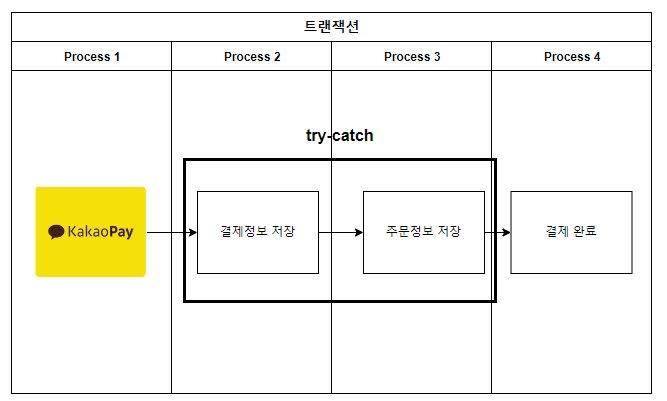 트랜잭션
Process 1
Process 2
Process 3
Process 4
try-catch
KakaoPay
결제정보 저장
주문정보 저장
결제 완료